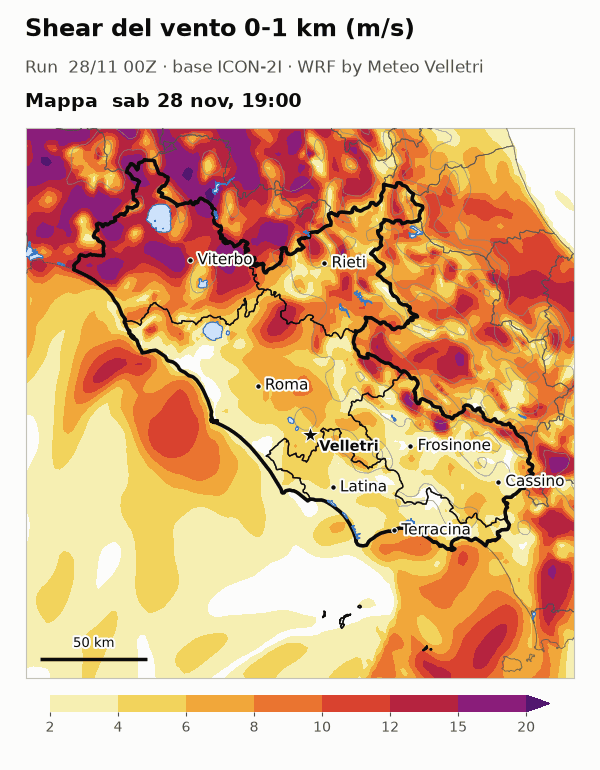 Shear del vento 0-1 km (m/s)
Run 28/11 00Z · base ICON-2I · WRF by Meteo Velletri
Mappa sab 28 nov, 19:00
Viterbo
Rieti
Roma
Velletri
Frosinone
Latina
Cassino
Terracina
50 km
2 4 6 8 10 12 15 20